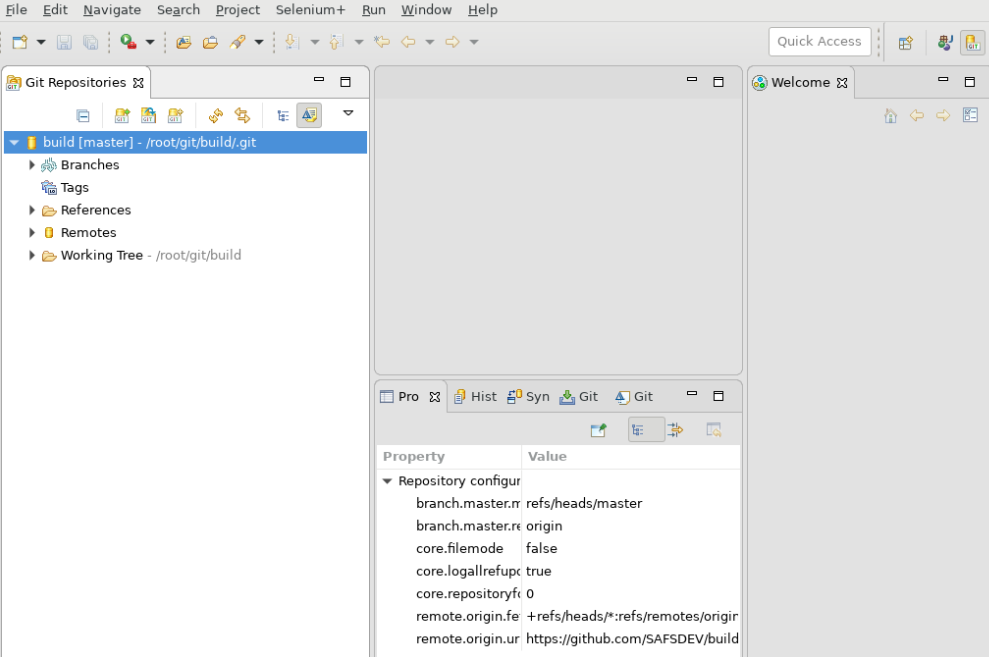 File Edit Navigate Search Project Selenium+ Run Window Help
Quick Access
Git Repositories
Welcome
build [master] - /root/git/build/.git
Branches
Tags
References
Remotes
Working Tree - /root/git/build
Pro Hist Syn Git Git
Property Value
Repository configur
branch.master.m refs/heads/master
branch.master.re origin
core.filemode false
core.logallrefupd true
core.repositoryfo 0
remote.origin.fe +refs/heads/*:refs/remotes/origin
remote.origin.ur https://github.com/SAFSDEV/build